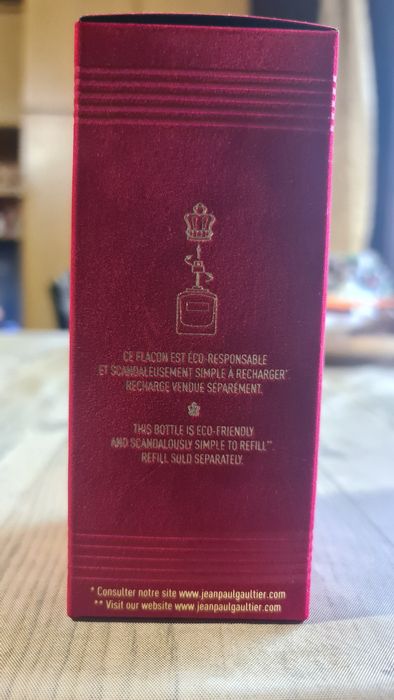 CE FLACON EST ÉCO-RESPONSABLE
ET SCANDALEUSEMENT SIMPLE À RECHARGER*.
RECHARGE VENDUE SEPAREMENT.
THIS BOTTLE IS ECO-FRIENDLY
AND SCANDALOUSLY SIMPLE TO REFILL**.
REFILL SOLD SEPARATELY.
* Consulter notre site www.jeanpaulgaultier.com
** Visit our website www.jeanpaulgaultier.com